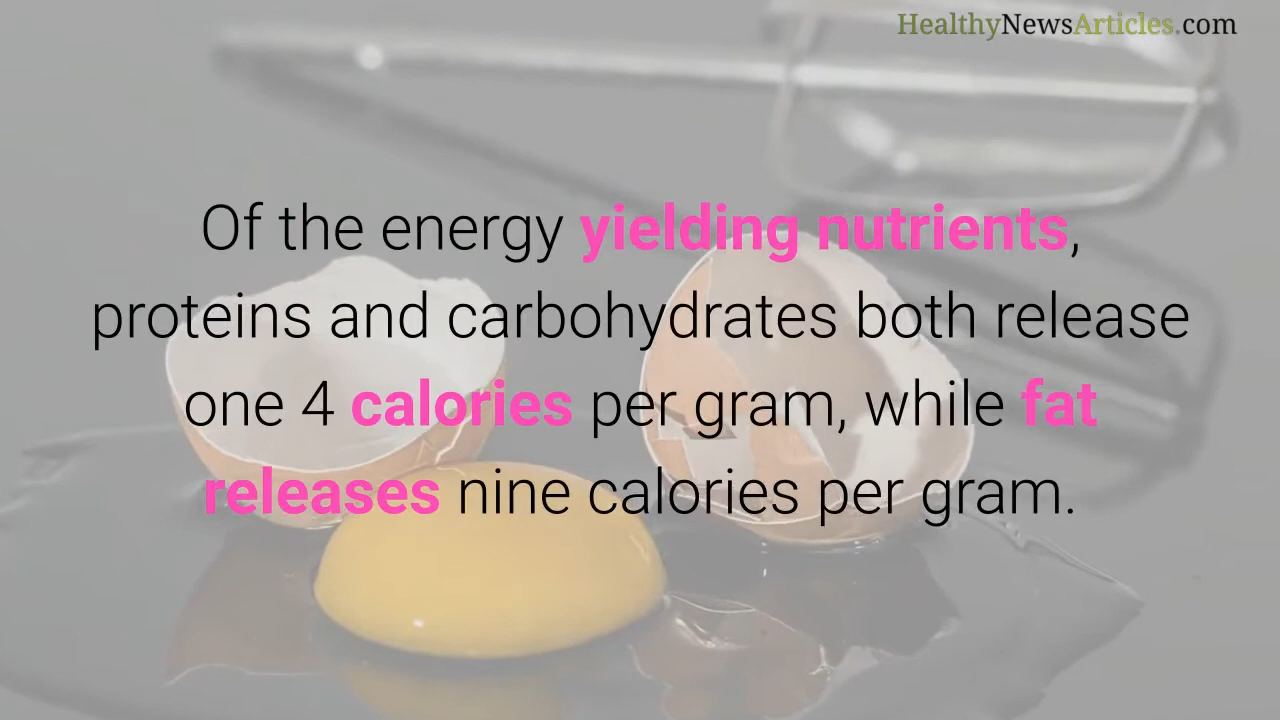 HealthyNewsArticles.com
Of the energy yielding nutrients,
proteins and carbohydrates both release
one 4 calories per gram, while fat
releases nine calories per gram.